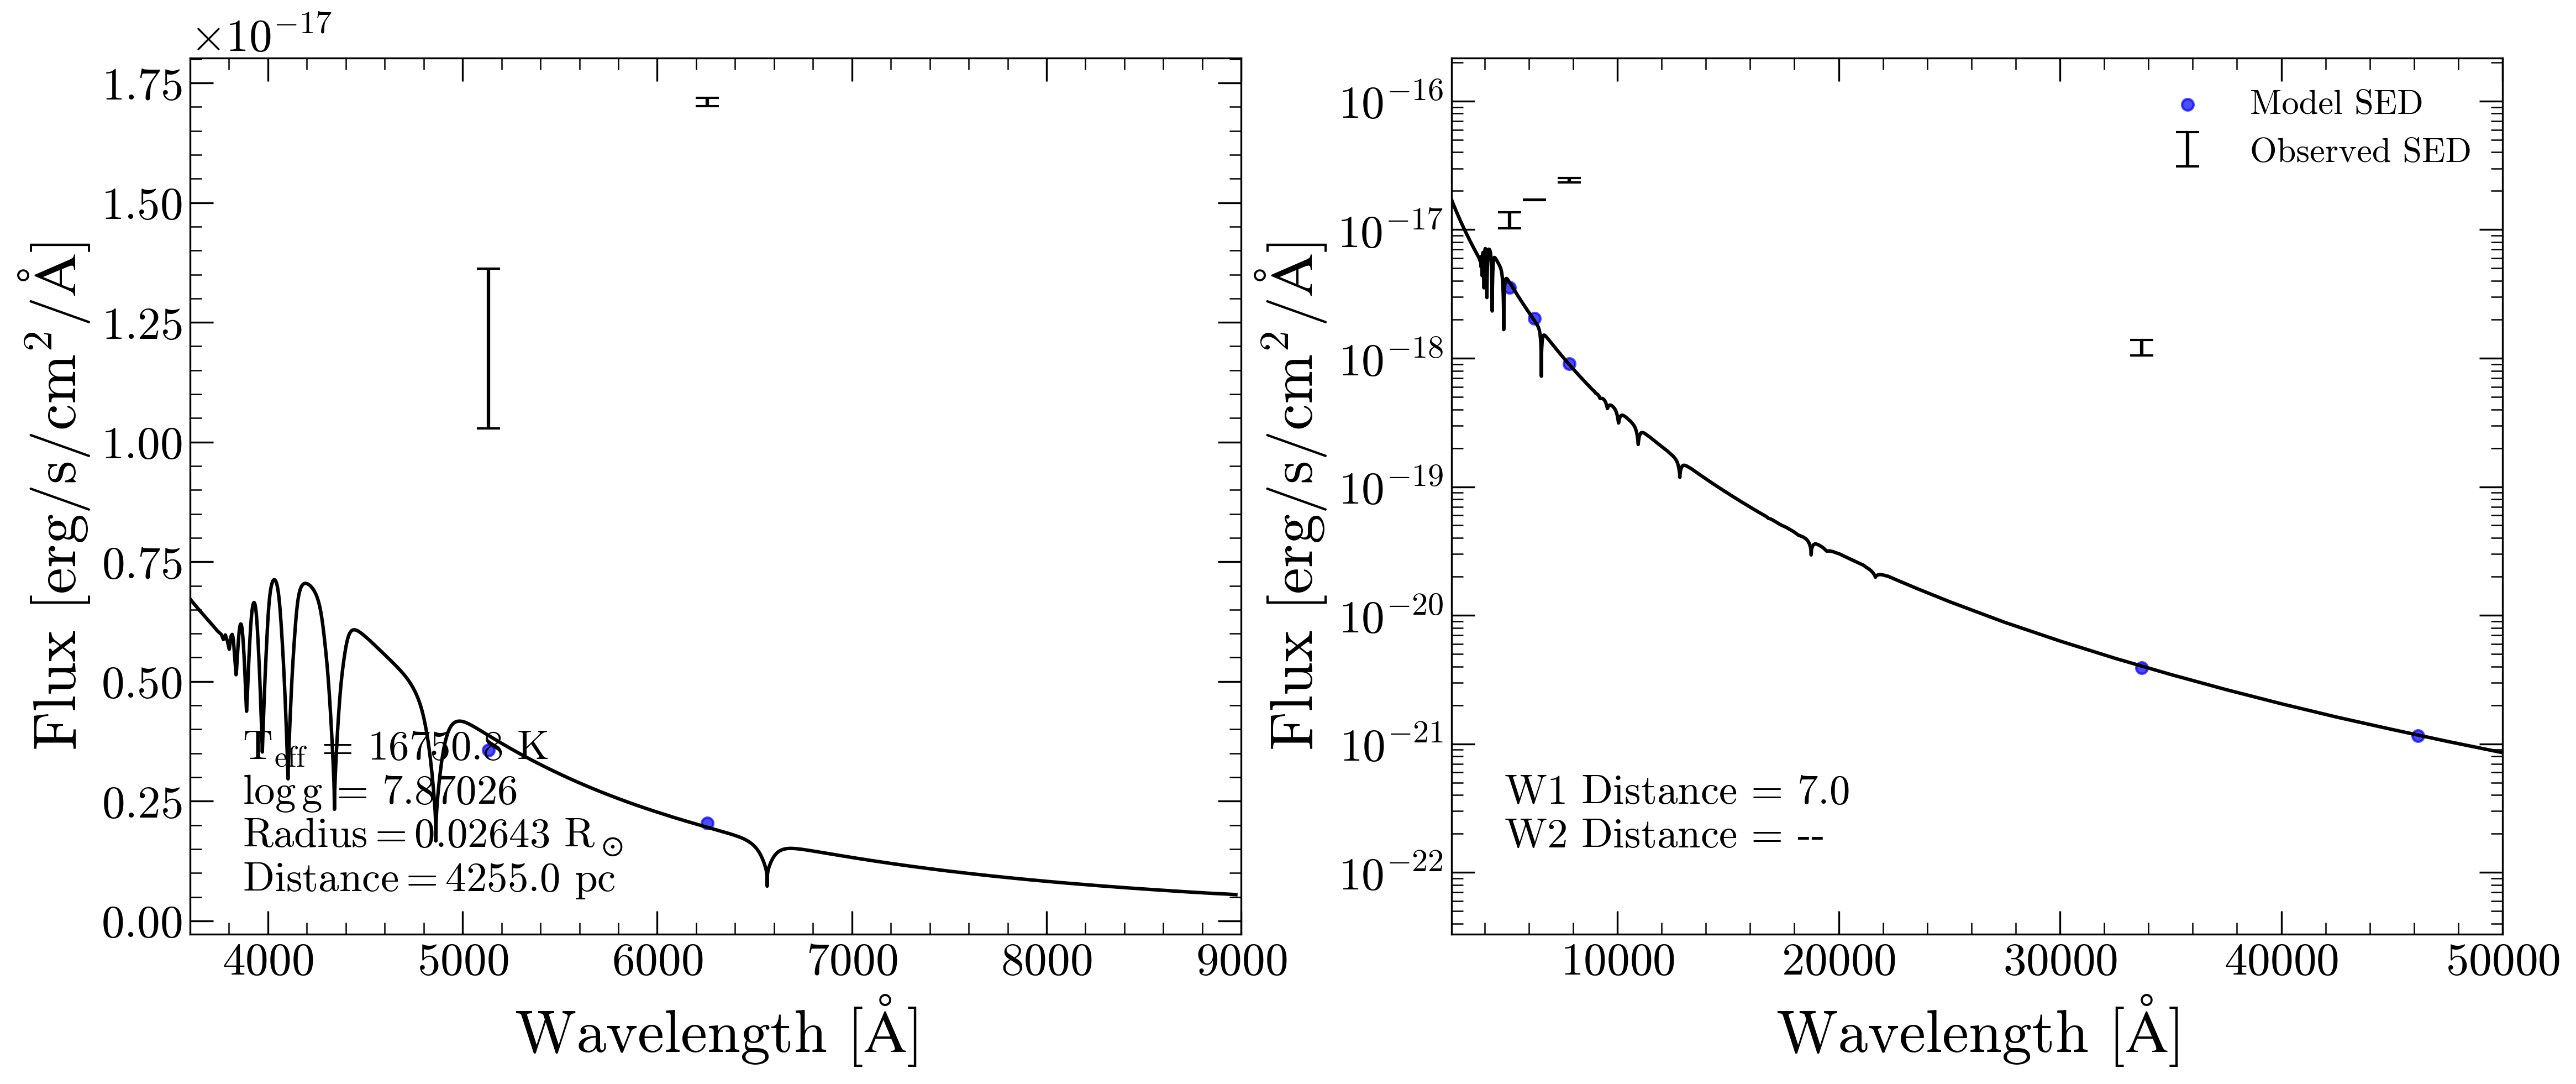 ×10⁻¹⁷
1.75
1.50
1.25
1.00
0.75
0.50
0.25
0.00
Flux [erg/s/cm²/Å]
T_eff = 16750.8 K
log g = 7.87026
Radius = 0.02643 R⊙
Distance = 4255.0 pc
4000 5000 6000 7000 8000 9000
Wavelength [Å]
10⁻¹⁶
10⁻¹⁷
10⁻¹⁸
10⁻¹⁹
10⁻²⁰
10⁻²¹
10⁻²²
Flux [erg/s/cm²/Å]
Model SED
Observed SED
W1 Distance = 7.0
W2 Distance = --
10000 20000 30000 40000 50000
Wavelength [Å]